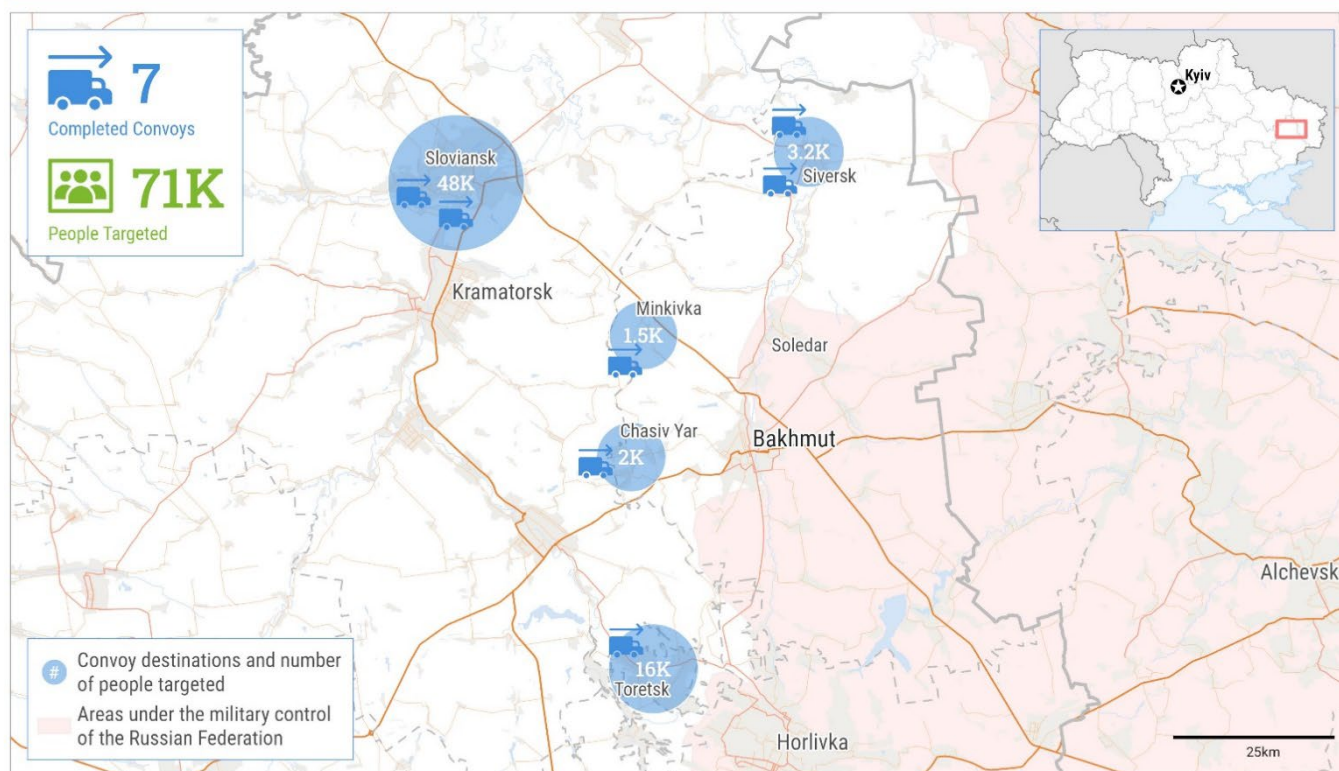 7
Completed Convoys
71K
People Targeted
Kyiv
Sloviansk
48K
3.2K
Siversk
Kramatorsk
Minkivka
1.5K
Soledar
Chasiv Yar
2K
Bakhmut
Alchevsk
16K
Toretsk
Horlivka
# Convoy destinations and number
of people targeted
Areas under the military control
of the Russian Federation
25km